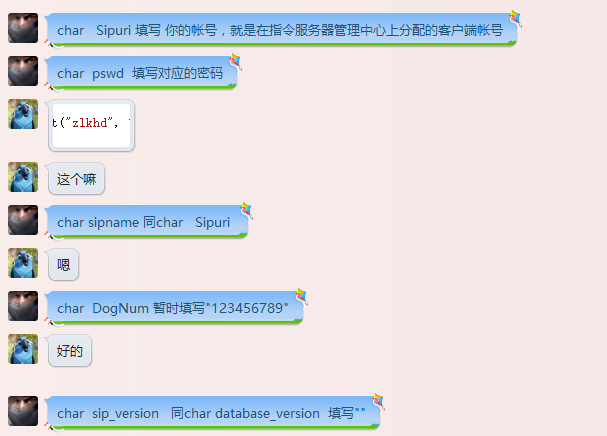 char Sipuri 填写 你的帐号，就是在指令服务器管理中心上分配的客户端帐号
char pswd 填写对应的密码
t("zlkhd",
这个嘛
char sipname 同char Sipuri
嗯
char DogNum 暂时填写"123456789"
好的
char sip_version 同char database_version 填写""